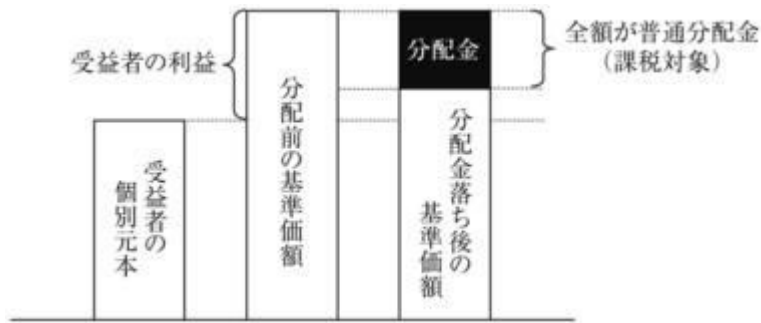 受益者の利益
受益者の
個別元本
分配前の基準価額
分配金
分配金落ち後の
基準価額
全額が普通分配金
（課税対象）